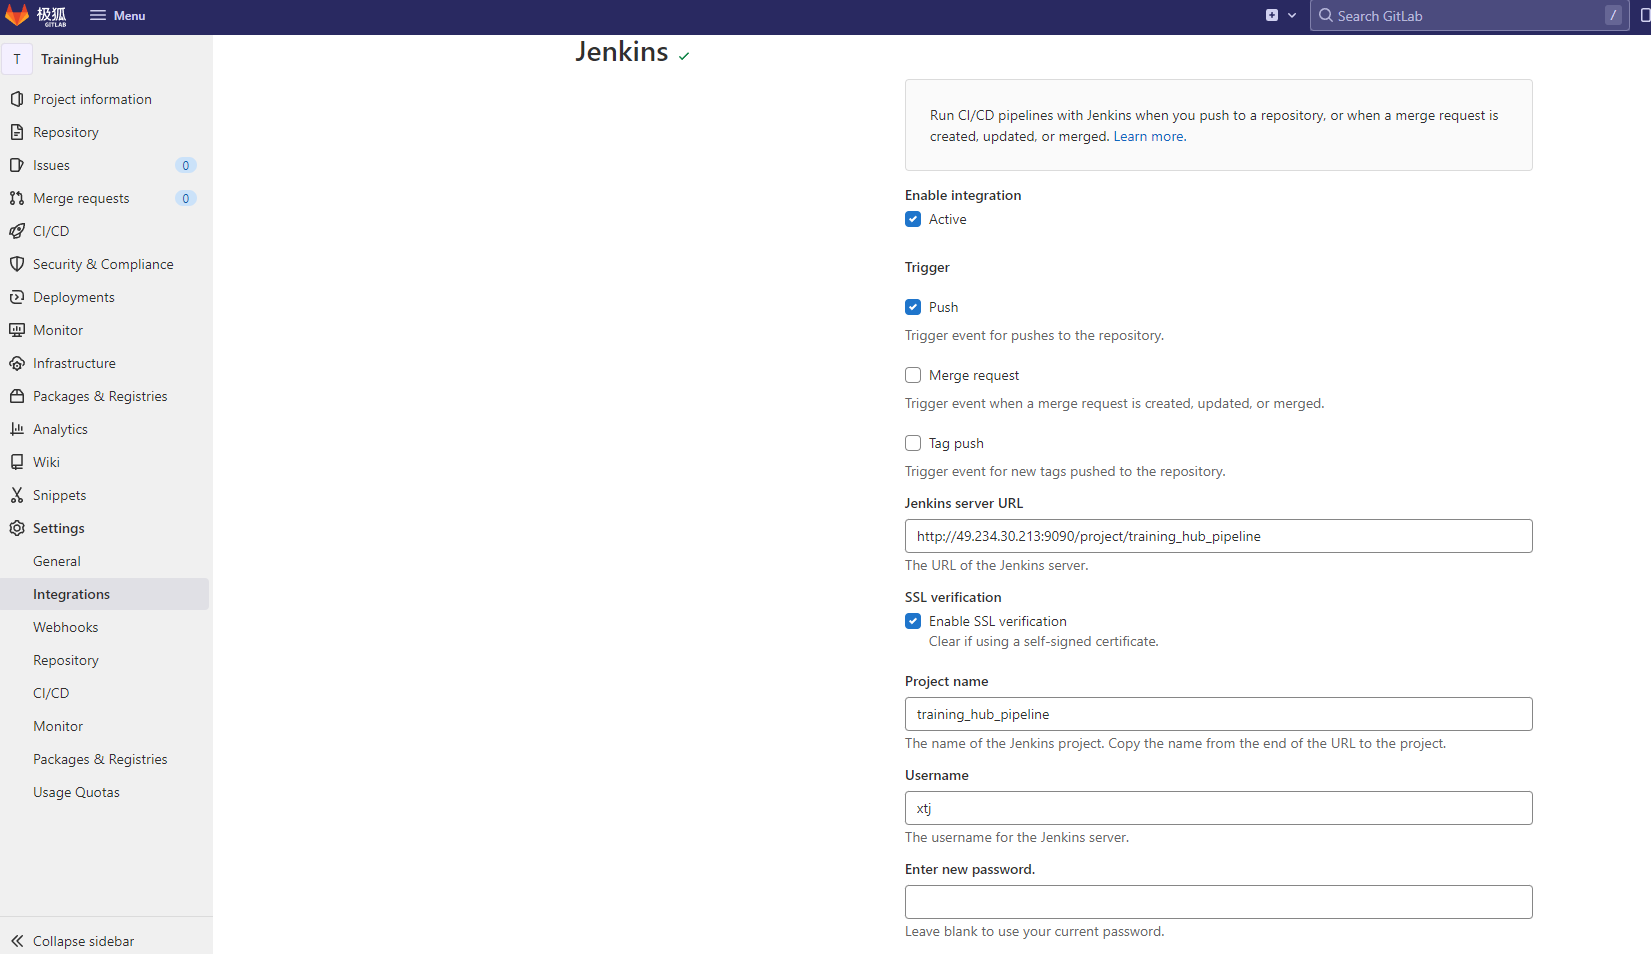 极狐
GITLAB
Menu
Search GitLab
/
T
TrainingHub
Project information
Repository
Issues
0
Merge requests
0
CI/CD
Security & Compliance
Deployments
Monitor
Infrastructure
Packages & Registries
Analytics
Wiki
Snippets
Settings
General
Integrations
Webhooks
Repository
CI/CD
Monitor
Packages & Registries
Usage Quotas
Collapse sidebar
Jenkins
Run CI/CD pipelines with Jenkins when you push to a repository, or when a merge request is
created, updated, or merged. Learn more.
Enable integration
Active
Trigger
Push
Trigger event for pushes to the repository.
Merge request
Trigger event when a merge request is created, updated, or merged.
Tag push
Trigger event for new tags pushed to the repository.
Jenkins server URL
http://49.234.30.213:9090/project/training_hub_pipeline
The URL of the Jenkins server.
SSL verification
Enable SSL verification
Clear if using a self-signed certificate.
Project name
training_hub_pipeline
The name of the Jenkins project. Copy the name from the end of the URL to the project.
Username
xtj
The username for the Jenkins server.
Enter new password.
Leave blank to use your current password.